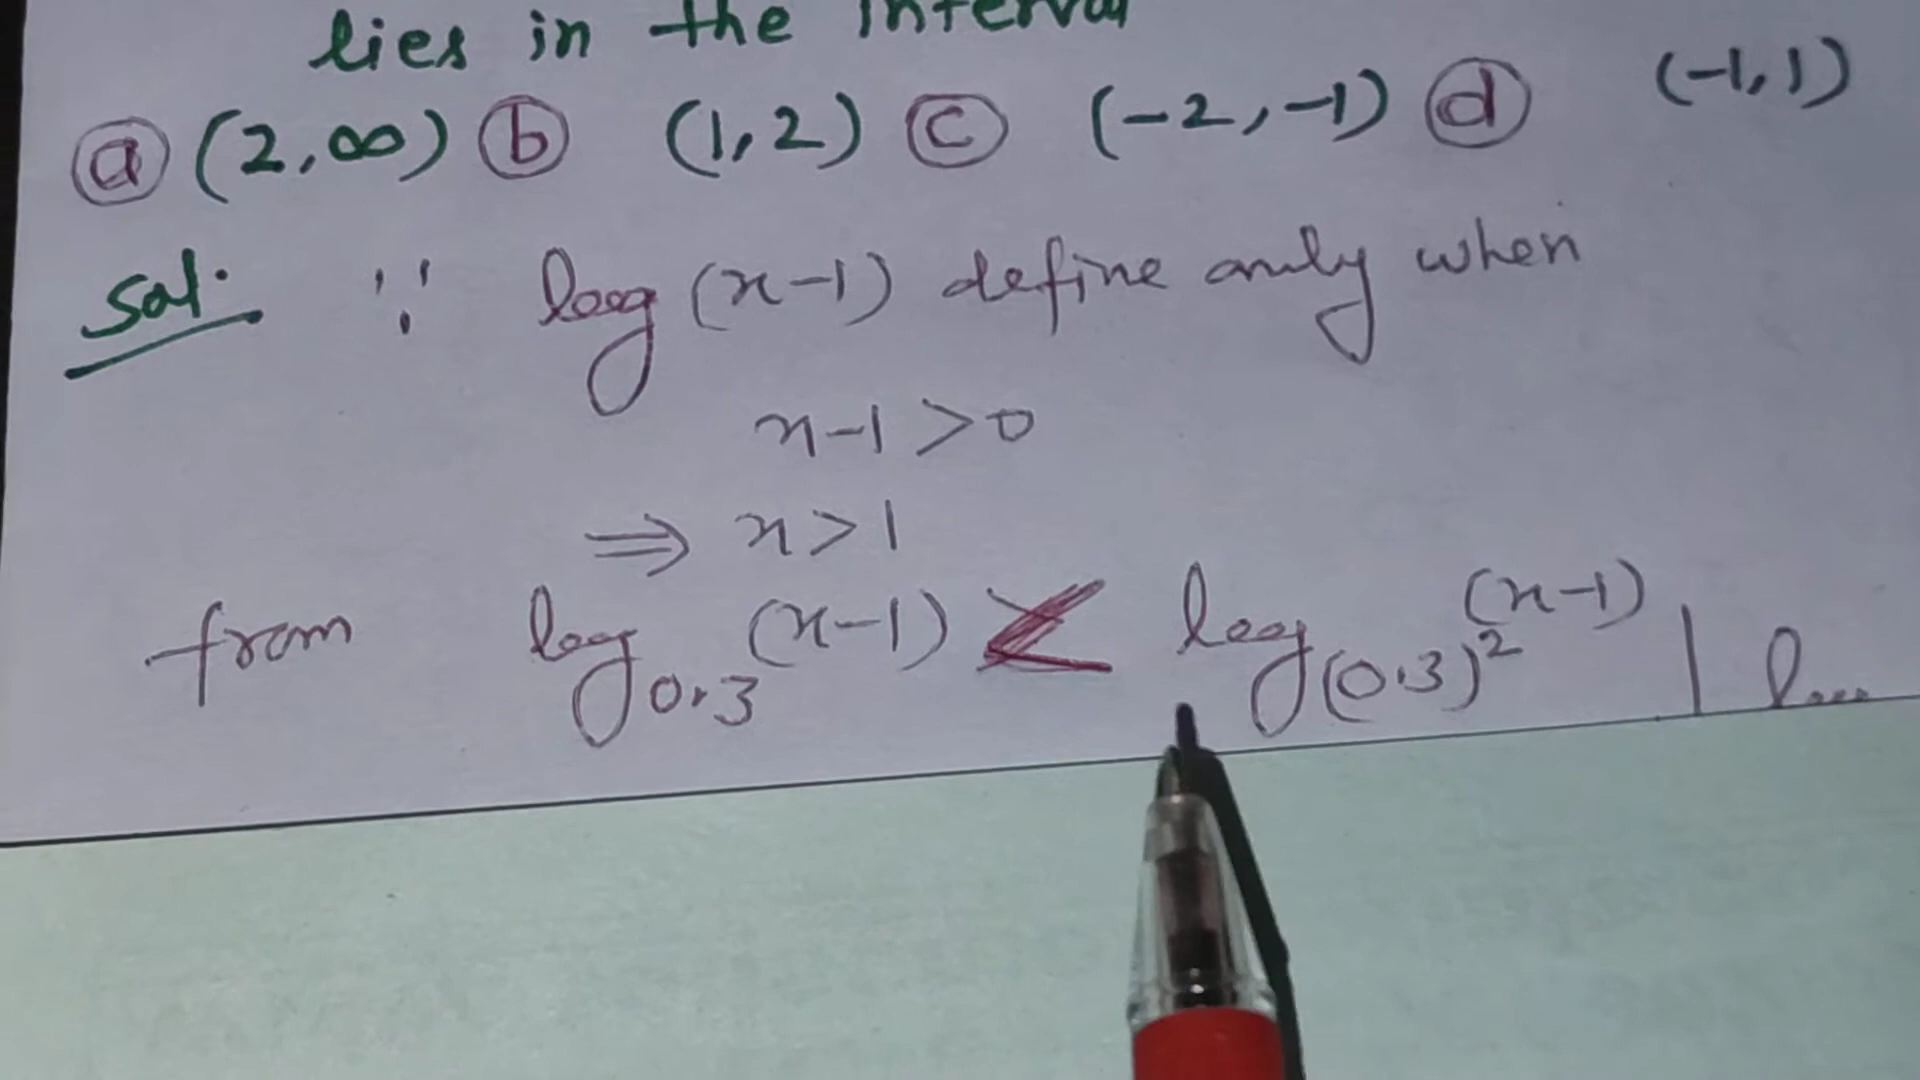 lies in the interval
ⓐ (2,∞) ⓑ (1,2) ⓒ (-2,-1) ⓓ (-1,1)
Sol. ∵ log(x-1) define only when
x-1>0
⇒ x>1
from log₀.₃(x-1) < log₍₀.₃₎²(x-1) |